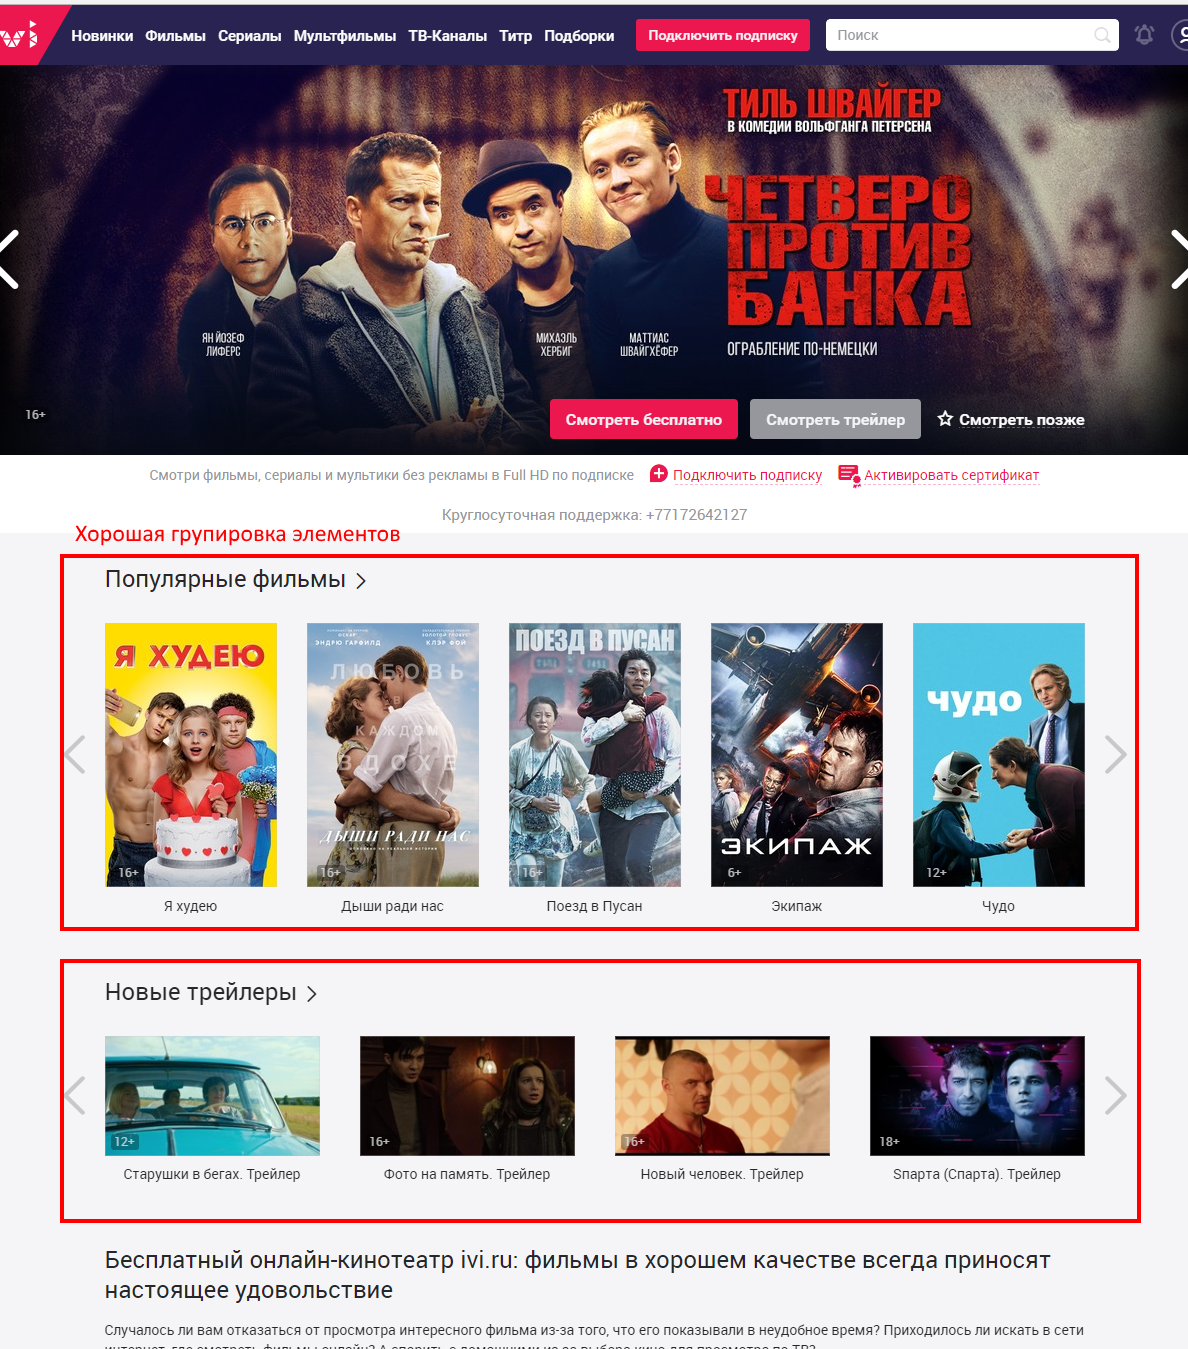 ivi
Новинки Фильмы Сериалы Мультфильмы ТВ-Каналы Титр Подборки Подключить подписку Поиск
ТИЛЬ ШВАЙГЕР
В КОМЕДИИ ВОЛЬФГАНГА ПЕТЕРСЕНА
ЧЕТВЕРО
ПРОТИВ
БАНКА
ОГРАБЛЕНИЕ ПО-НЕМЕЦКИ
ЯН ЙОЗЕФ
ЛИФЕРС
МИХАЭЛЬ
ХЕРБИГ
МАТТИАС
ШВАЙГХЁФЕР
16+
Смотреть бесплатно Смотреть трейлер Смотреть позже
Смотри фильмы, сериалы и мультики без рекламы в Full HD по подписке Подключить подписку Активировать сертификат
Круглосуточная поддержка: +77172642127
Хорошая групировка элементов
Популярные фильмы
Я ХУДЕЮ
16+
ЭНДРЮ ГАРФИЛД КЛЭР ФОЙ
ЛЮБОВЬ
В
КАЖДОМ
ВДОХЕ
ДЫШИ РАДИ НАС
16+
ПОЕЗД В ПУСАН
16+
ЭКИПАЖ
6+
чудо
12+
Я худею
Дыши ради нас
Поезд в Пусан
Экипаж
Чудо
Новые трейлеры
12+
16+
16+
18+
Старушки в бегах. Трейлер
Фото на память. Трейлер
Новый человек. Трейлер
Sпарта (Спарта). Трейлер
Бесплатный онлайн-кинотеатр ivi.ru: фильмы в хорошем качестве всегда приносят
настоящее удовольствие
Случалось ли вам отказаться от просмотра интересного фильма из-за того, что его показывали в неудобное время? Приходилось ли искать в сети